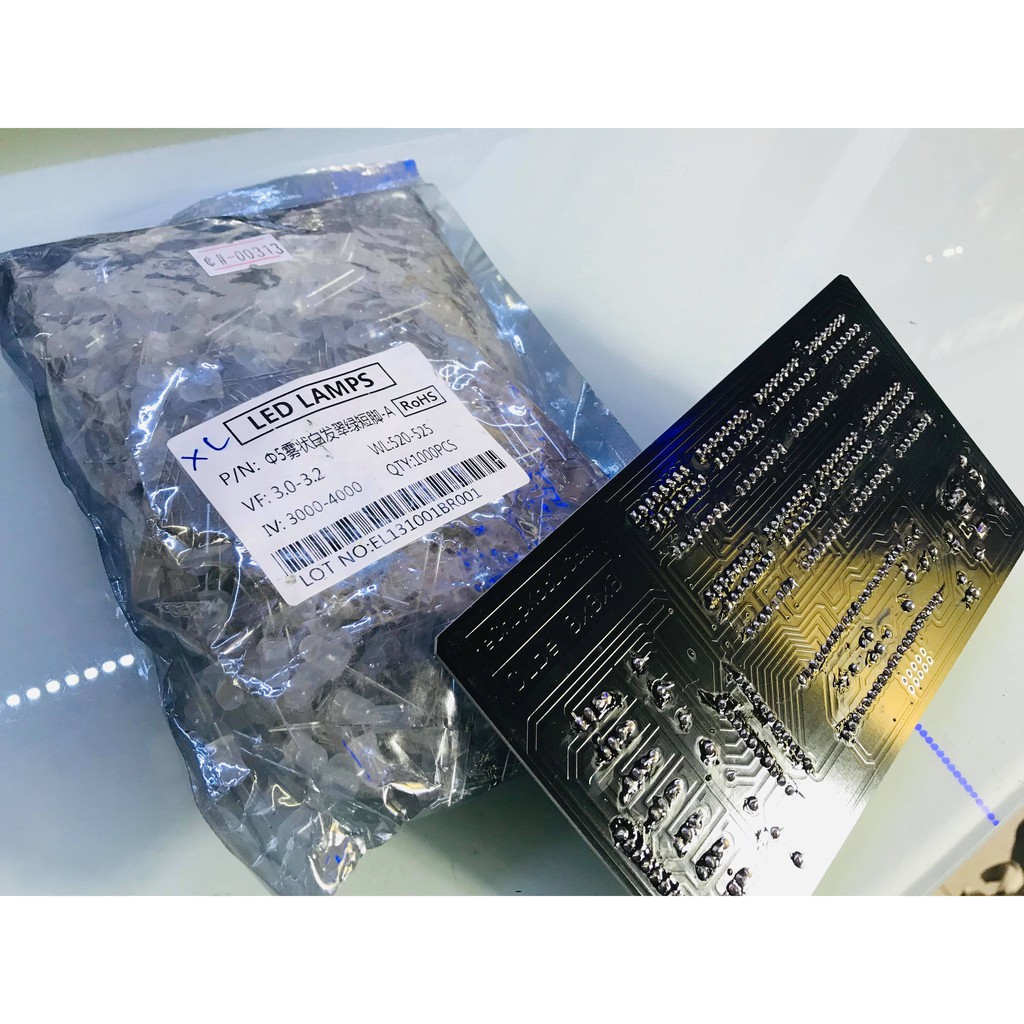 ¢H-00313
XL
LED LAMPS
P/N: Φ5雾状白发翠绿短脚-A RoHS
VF: 3.0-3.2 WL:520-525
IV: 3000-4000 QTY:1000PCS
LOT NO:EL131001BR001